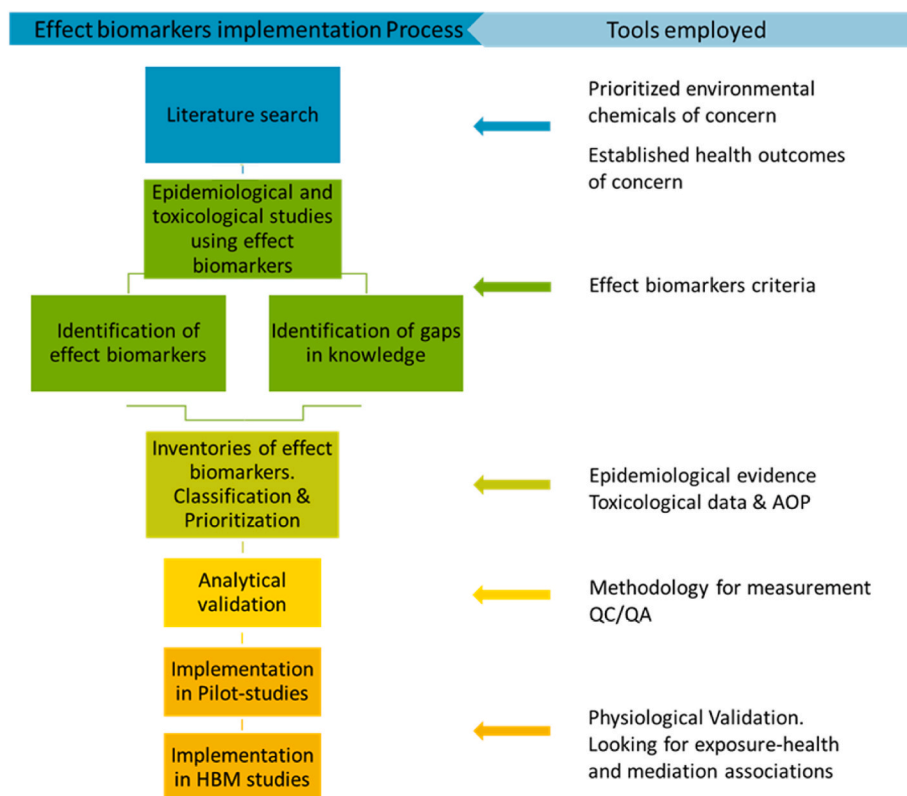 Effect biomarkers implementation Process
Tools employed
Literature search
Prioritized environmental
chemicals of concern
Established health outcomes
of concern
Epidemiological and
toxicological studies
using effect
biomarkers
Effect biomarkers criteria
Identification of
effect biomarkers
Identification of gaps
in knowledge
Inventories of effect
biomarkers.
Classification &
Prioritization
Epidemiological evidence
Toxicological data & AOP
Analytical
validation
Methodology for measurement
QC/QA
Implementation
in Pilot-studies
Implementation
in HBM studies
Physiological Validation.
Looking for exposure-health
and mediation associations